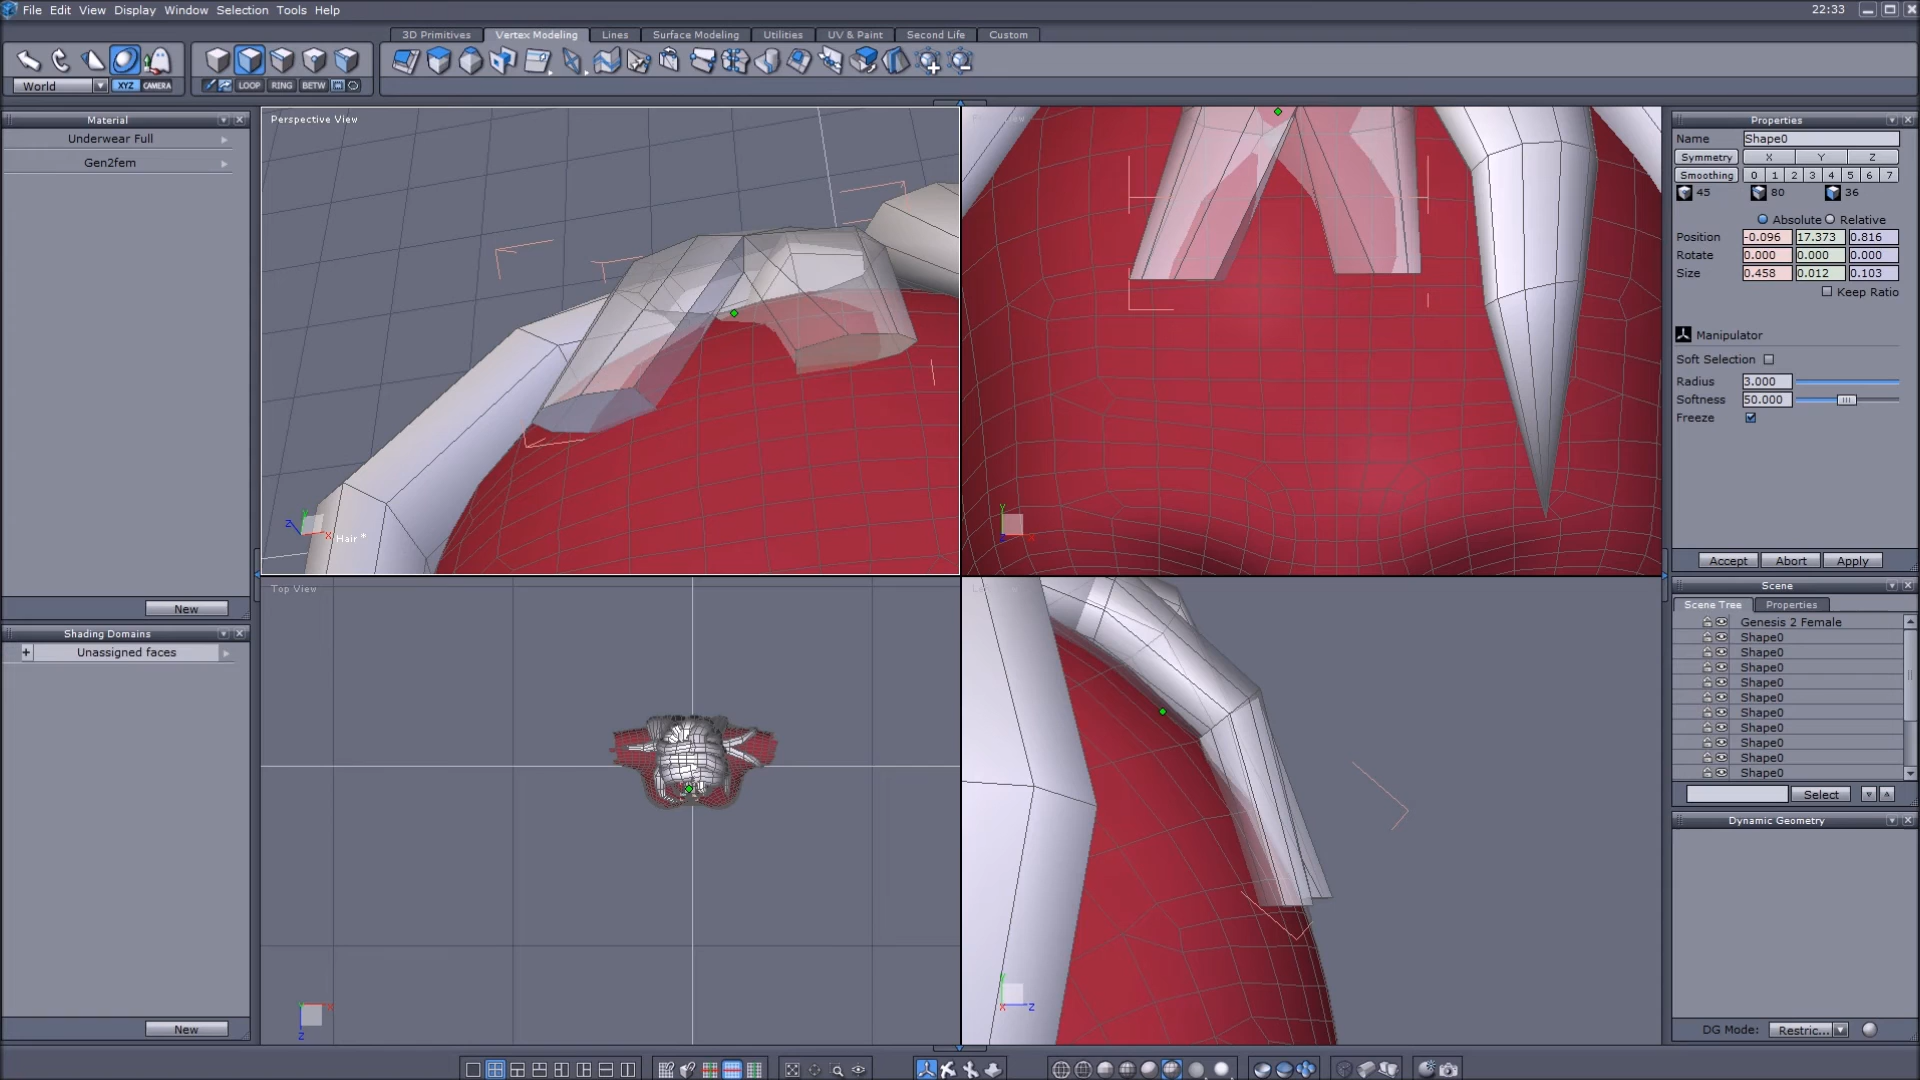 File Edit View Display Window Selection Tools Help
22:33
3D Primitives Vertex Modeling Lines Surface Modeling Utilities UV & Paint Second Life Custom
World XYZ CAMERA LOOP RING BETW
Material
Underwear Full
Gen2fem
New
Shading Domains
+ Unassigned faces
New
Perspective View
Z Y X
Hair *
Top View
X
Z
Y
Y
X Z
Properties
Name Shape0
Symmetry X Y Z
Smoothing 0 1 2 3 4 5 6 7
45 80 36
Absolute Relative
Position -0.096 17.373 0.816
Rotate 0.000 0.000 0.000
Size 0.458 0.012 0.103
Keep Ratio
Manipulator
Soft Selection
Radius 3.000
Softness 50.000
Freeze
Accept Abort Apply
Scene
Scene Tree Properties
Genesis 2 Female
Shape0
Shape0
Shape0
Shape0
Shape0
Shape0
Shape0
Shape0
Shape0
Shape0
Select
Dynamic Geometry
DG Mode: Restric...